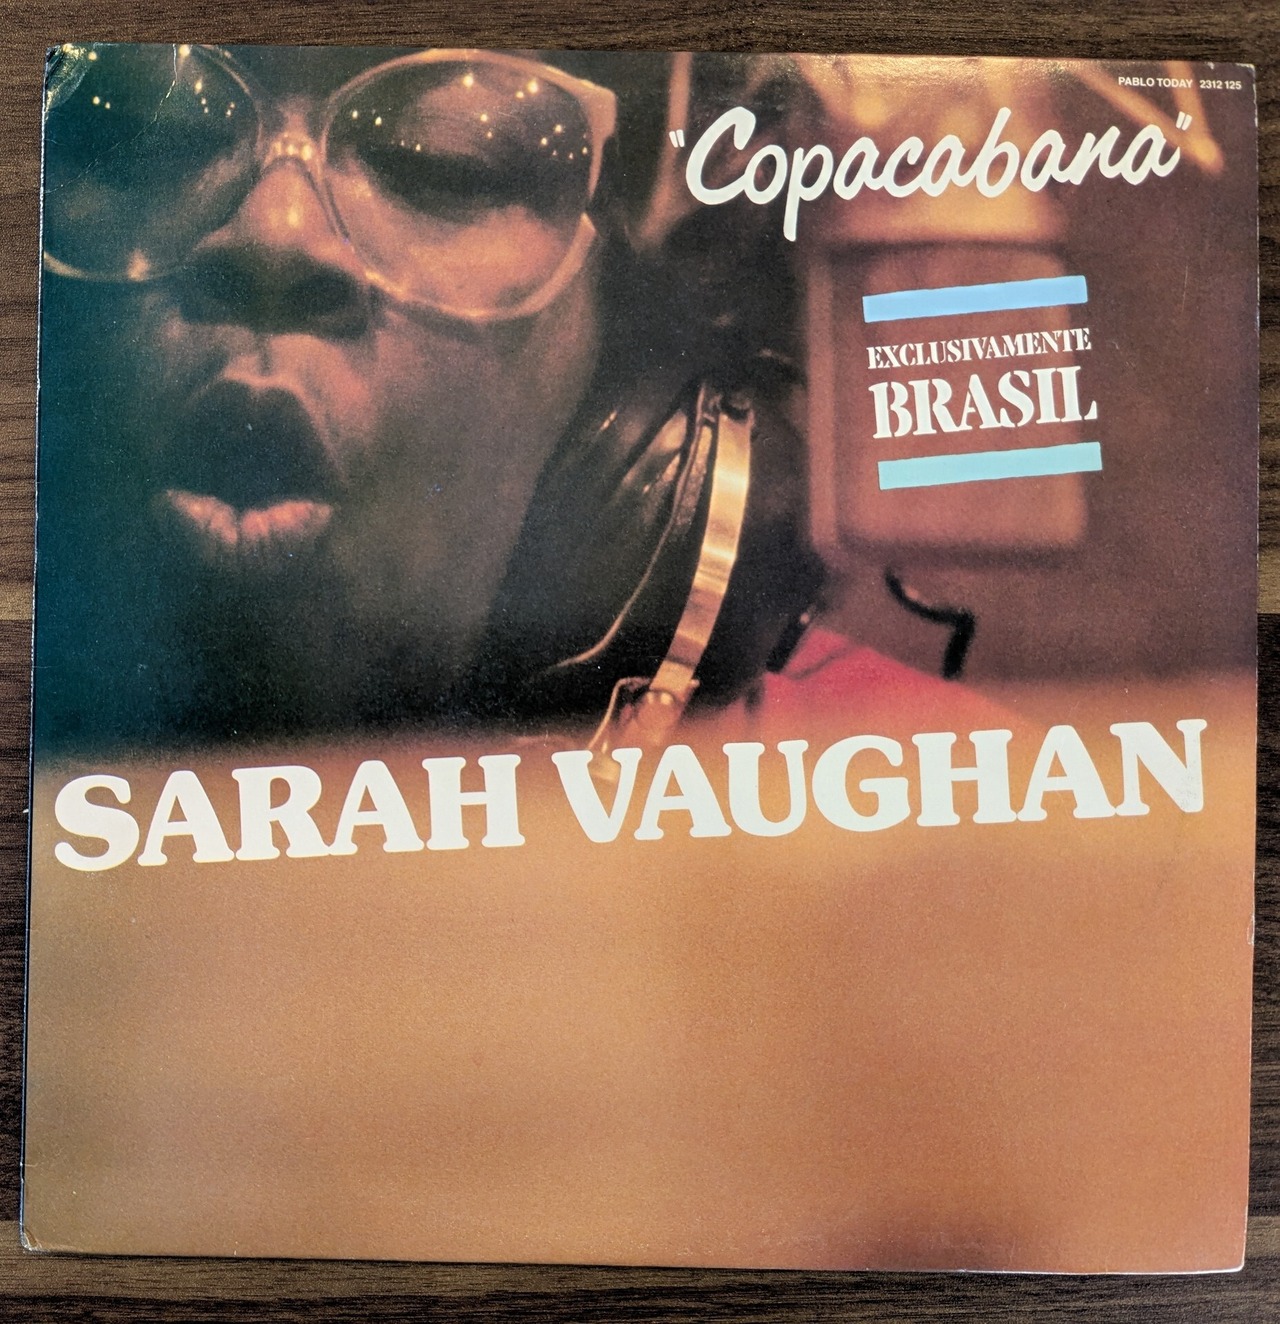 PABLO TODAY 2312 125
"Copacabana"
EXCLUSIVAMENTE
BRASIL
SARAH VAUGHAN